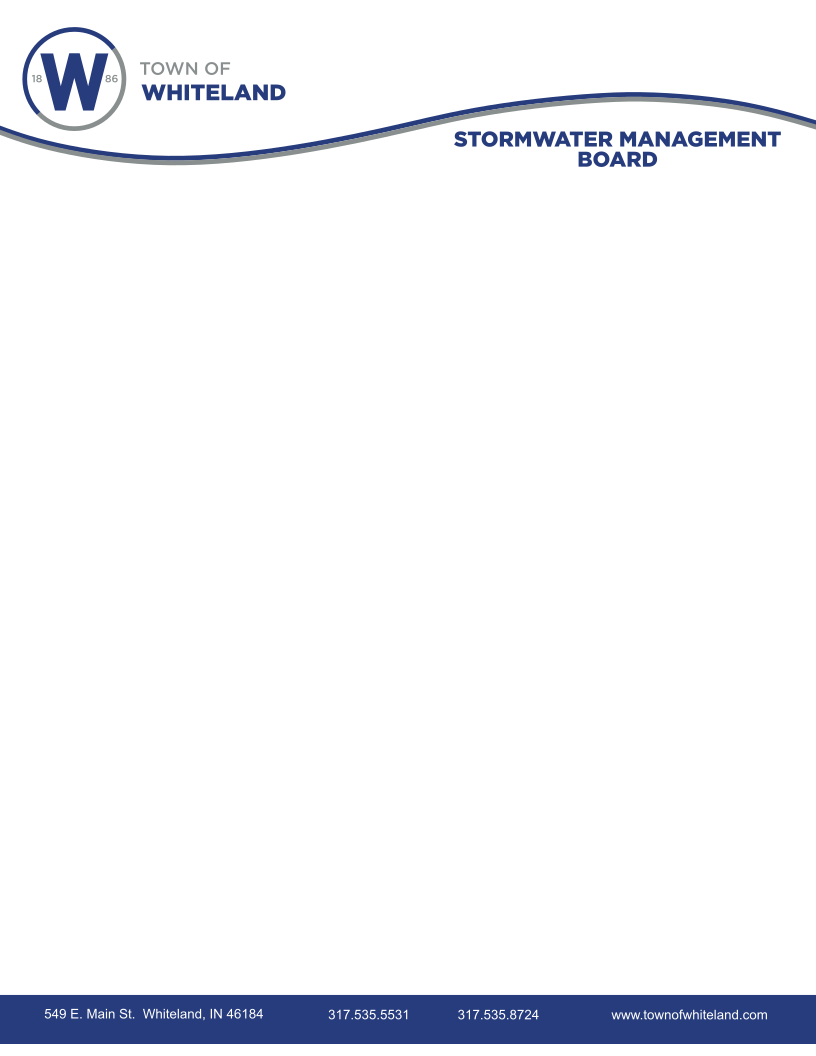 18 W 86
TOWN OF
WHITELAND
STORMWATER MANAGEMENT
BOARD
549 E. Main St.  Whiteland, IN 46184 317.535.5531 317.535.8724 www.townofwhiteland.com